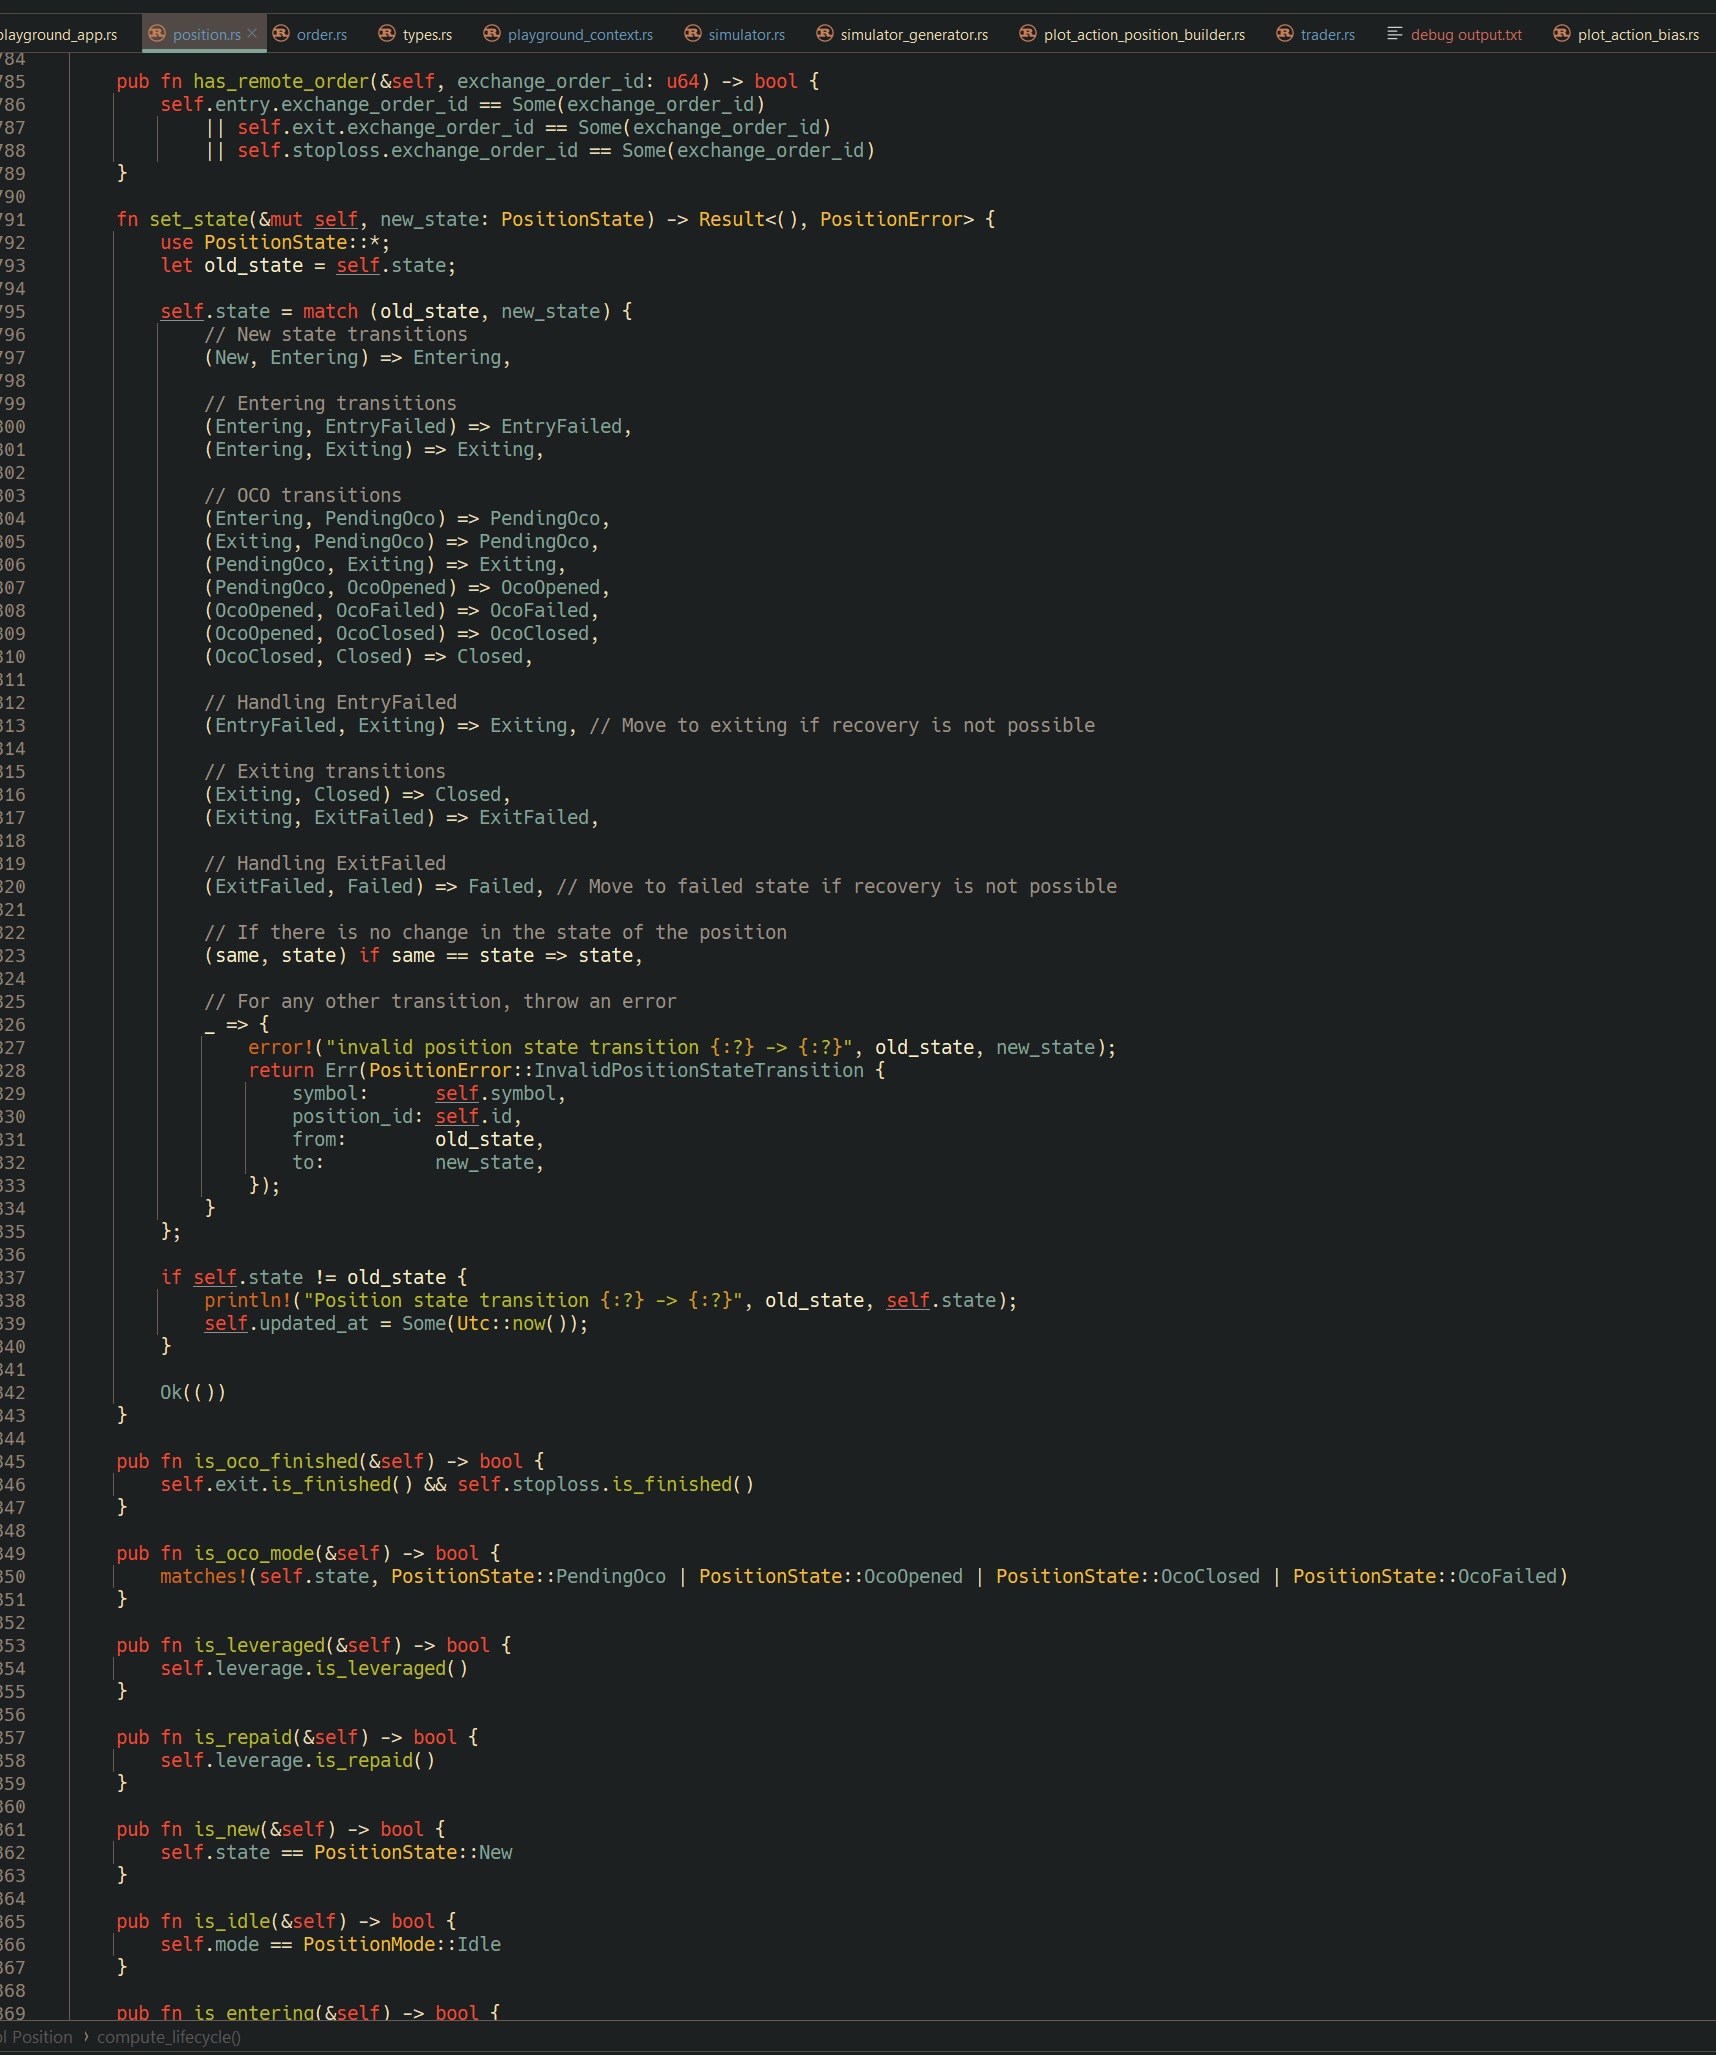 playground_app.rs position.rs × order.rs types.rs playground_context.rs simulator.rs simulator_generator.rs plot_action_position_builder.rs trader.rs debug output.txt plot_action_bias.rs
784
785 pub fn has_remote_order(&self, exchange_order_id: u64) -> bool {
786 self.entry.exchange_order_id == Some(exchange_order_id)
787 || self.exit.exchange_order_id == Some(exchange_order_id)
788 || self.stoploss.exchange_order_id == Some(exchange_order_id)
789 }
790
791 fn set_state(&mut self, new_state: PositionState) -> Result<(), PositionError> {
792 use PositionState::*;
793 let old_state = self.state;
794
795 self.state = match (old_state, new_state) {
796 // New state transitions
797 (New, Entering) => Entering,
798
799 // Entering transitions
800 (Entering, EntryFailed) => EntryFailed,
801 (Entering, Exiting) => Exiting,
802
803 // OCO transitions
804 (Entering, PendingOco) => PendingOco,
805 (Exiting, PendingOco) => PendingOco,
806 (PendingOco, Exiting) => Exiting,
807 (PendingOco, OcoOpened) => OcoOpened,
808 (OcoOpened, OcoFailed) => OcoFailed,
809 (OcoOpened, OcoClosed) => OcoClosed,
810 (OcoClosed, Closed) => Closed,
811
812 // Handling EntryFailed
813 (EntryFailed, Exiting) => Exiting, // Move to exiting if recovery is not possible
814
815 // Exiting transitions
816 (Exiting, Closed) => Closed,
817 (Exiting, ExitFailed) => ExitFailed,
818
819 // Handling ExitFailed
820 (ExitFailed, Failed) => Failed, // Move to failed state if recovery is not possible
821
822 // If there is no change in the state of the position
823 (same, state) if same == state => state,
824
825 // For any other transition, throw an error
826 _ => {
827 error!("invalid position state transition {:?} -> {:?}", old_state, new_state);
828 return Err(PositionError::InvalidPositionStateTransition {
829 symbol: self.symbol,
830 position_id: self.id,
831 from: old_state,
832 to: new_state,
833 });
834 }
835 };
836
837 if self.state != old_state {
838 println!("Position state transition {:?} -> {:?}", old_state, self.state);
839 self.updated_at = Some(Utc::now());
840 }
841
842 Ok(())
843 }
844
845 pub fn is_oco_finished(&self) -> bool {
846 self.exit.is_finished() && self.stoploss.is_finished()
847 }
848
849 pub fn is_oco_mode(&self) -> bool {
850 matches!(self.state, PositionState::PendingOco | PositionState::OcoOpened | PositionState::OcoClosed | PositionState::OcoFailed)
851 }
852
853 pub fn is_leveraged(&self) -> bool {
854 self.leverage.is_leveraged()
855 }
856
857 pub fn is_repaid(&self) -> bool {
858 self.leverage.is_repaid()
859 }
860
861 pub fn is_new(&self) -> bool {
862 self.state == PositionState::New
863 }
864
865 pub fn is_idle(&self) -> bool {
866 self.mode == PositionMode::Idle
867 }
868
869 pub fn is_entering(&self) -> bool {
Position › compute_lifecycle()